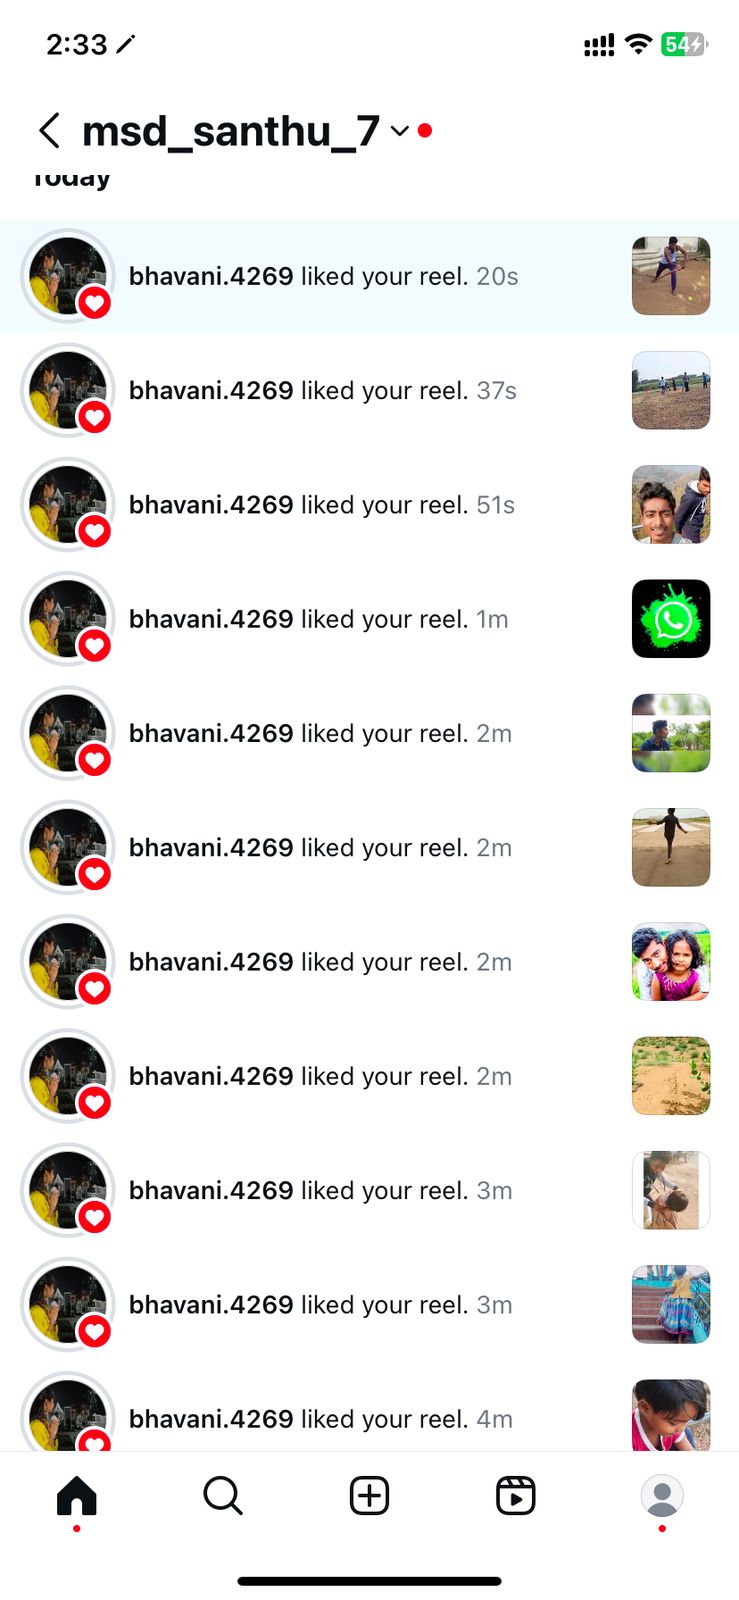 2:33
54
msd_santhu_7
Today
bhavani.4269 liked your reel. 20s
bhavani.4269 liked your reel. 37s
bhavani.4269 liked your reel. 51s
bhavani.4269 liked your reel. 1m
bhavani.4269 liked your reel. 2m
bhavani.4269 liked your reel. 2m
bhavani.4269 liked your reel. 2m
bhavani.4269 liked your reel. 2m
bhavani.4269 liked your reel. 3m
bhavani.4269 liked your reel. 3m
bhavani.4269 liked your reel. 4m